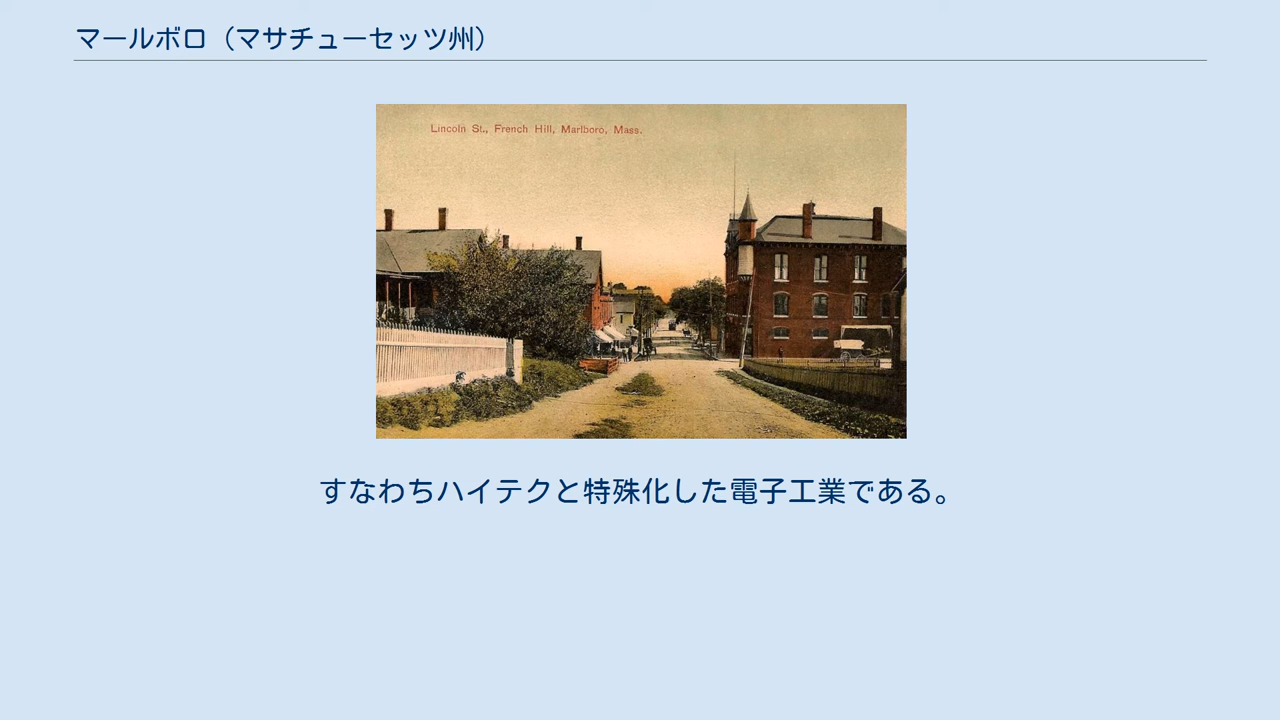 マールボロ（マサチューセッツ州）
Lincoln St., French Hill, Marlboro, Mass.
すなわちハイテクと特殊化した電子工業である。